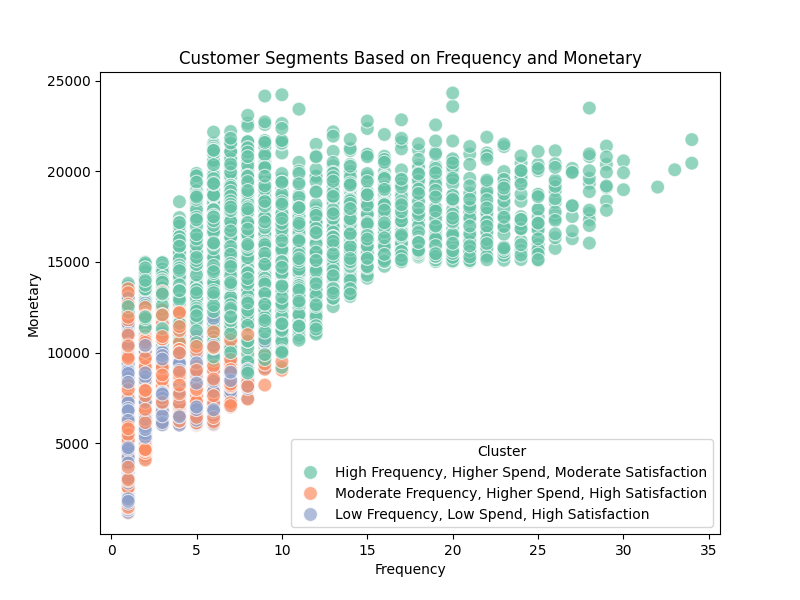 Customer Segments Based on Frequency and Monetary
25000
20000
15000
10000
5000
Monetary
Cluster
High Frequency, Higher Spend, Moderate Satisfaction
Moderate Frequency, Higher Spend, High Satisfaction
Low Frequency, Low Spend, High Satisfaction
0 5 10 15 20 25 30 35
Frequency